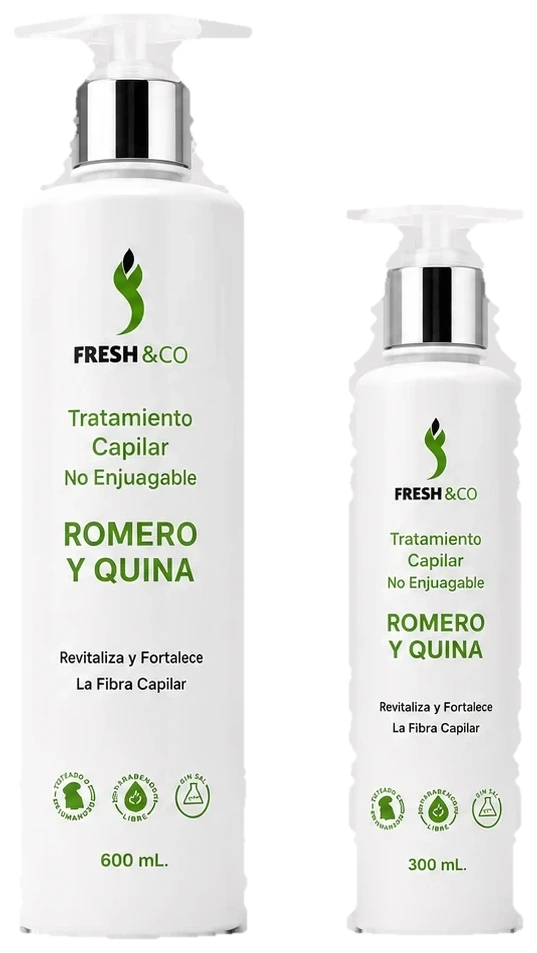 FRESH &CO
Tratamiento
Capilar
No Enjuagable
ROMERO
Y QUINA
Revitaliza y Fortalece
La Fibra Capilar
LIBRE
SIN SAL
600 mL.
FRESH &CO
Tratamiento
Capilar
No Enjuagable
ROMERO
Y QUINA
Revitaliza y Fortalece
La Fibra Capilar
LIBRE
SIN SAL
300 mL.